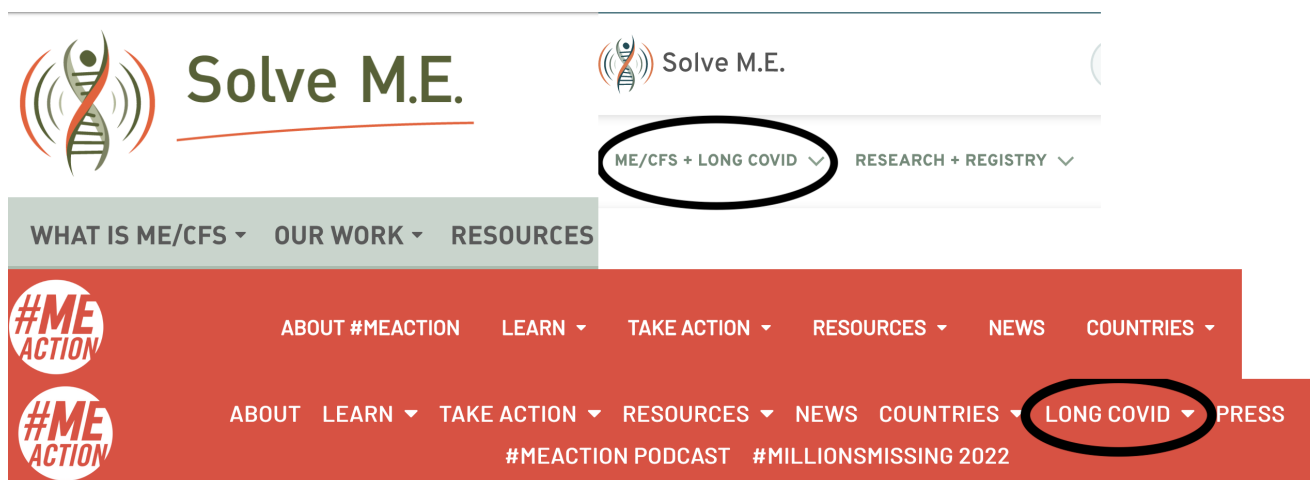 Solve M.E.
Solve M.E.
ME/CFS + LONG COVID RESEARCH + REGISTRY
WHAT IS ME/CFS OUR WORK RESOURCES
#ME
ACTION
ABOUT #MEACTION LEARN TAKE ACTION RESOURCES NEWS COUNTRIES
#ME
ACTION
ABOUT LEARN TAKE ACTION RESOURCES NEWS COUNTRIES LONG COVID PRESS
#MEACTION PODCAST #MILLIONSMISSING 2022